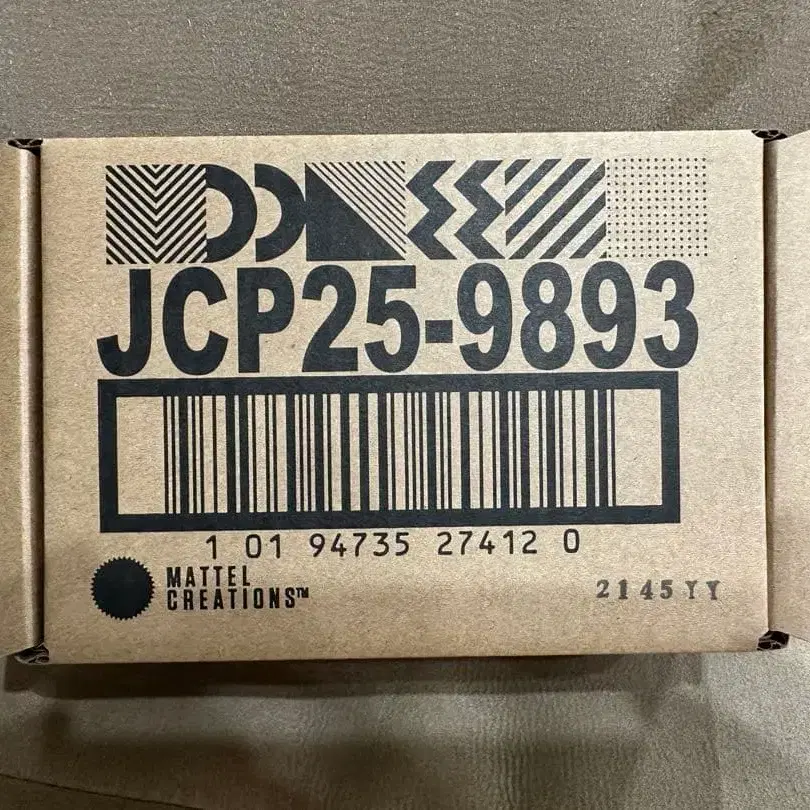 JCP25-9893
1 01 94735 27412 0
MATTEL
CREATIONS™
2145YY